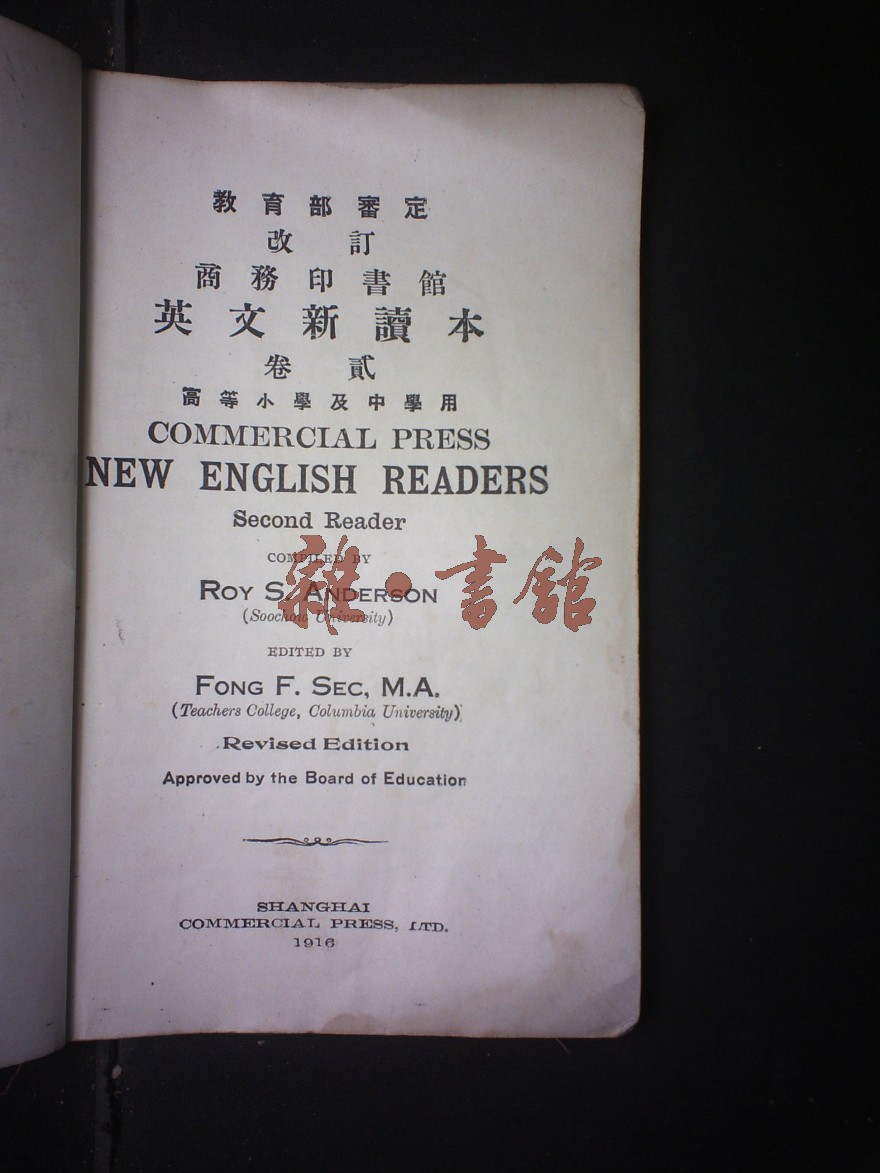 教育部審定
改訂
商務印書館
英文新讀本
卷貳
高等小學及中學用
COMMERCIAL PRESS
NEW ENGLISH READERS
Second Reader
COMPILED BY
ROY S. ANDERSON
(Soochow University)
雜·書館
EDITED BY
FONG F. SEC, M.A.
(Teachers College, Columbia University)
Revised Edition
Approved by the Board of Education
SHANGHAI
COMMERCIAL PRESS, LTD.
1916